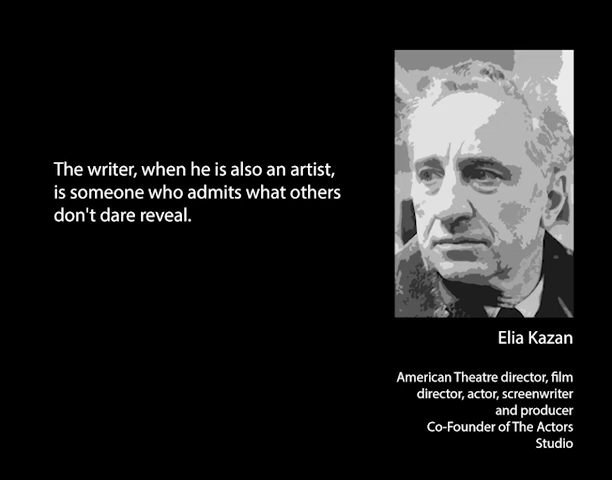 The writer, when he is also an artist,
is someone who admits what others
don't dare reveal.
Elia Kazan
American Theatre director, film
director, actor, screenwriter
and producer
Co-Founder of The Actors
Studio